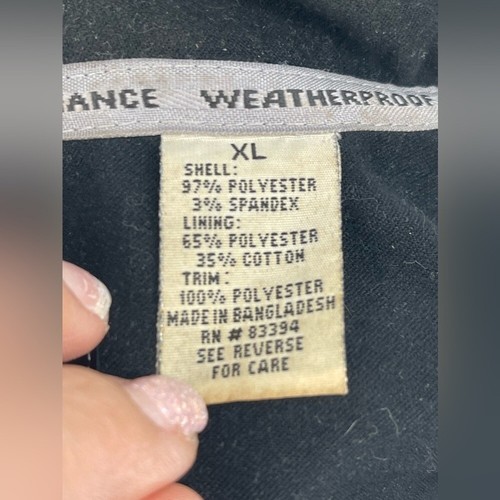 ANCE WEATHERPROOF
XL
SHELL:
97% POLYESTER
3% SPANDEX
LINING:
65% POLYESTER
35% COTTON
TRIM:
100% POLYESTER
MADE IN BANGLADESH
RN # 83394
SEE REVERSE
FOR CARE